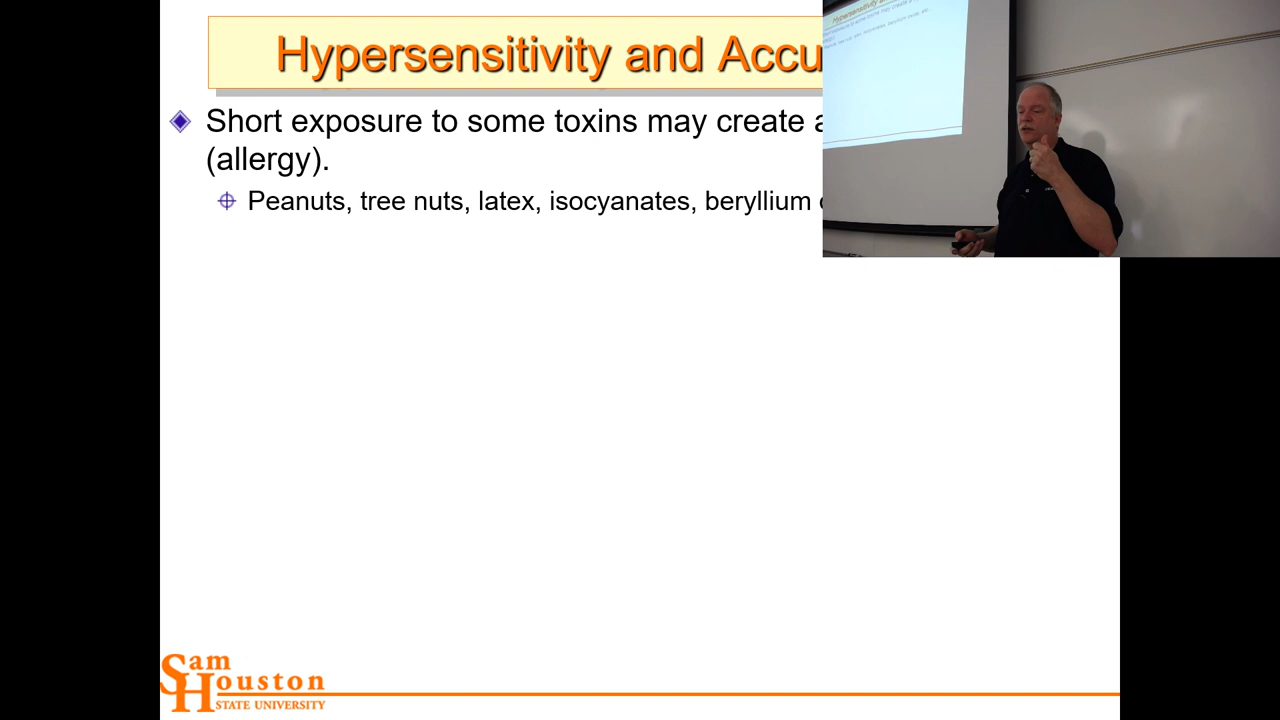 Hypersensitivity and Accu
Short exposure to some toxins may create a
(allergy).
Peanuts, tree nuts, latex, isocyanates, beryllium
Sam
Houston
STATE UNIVERSITY